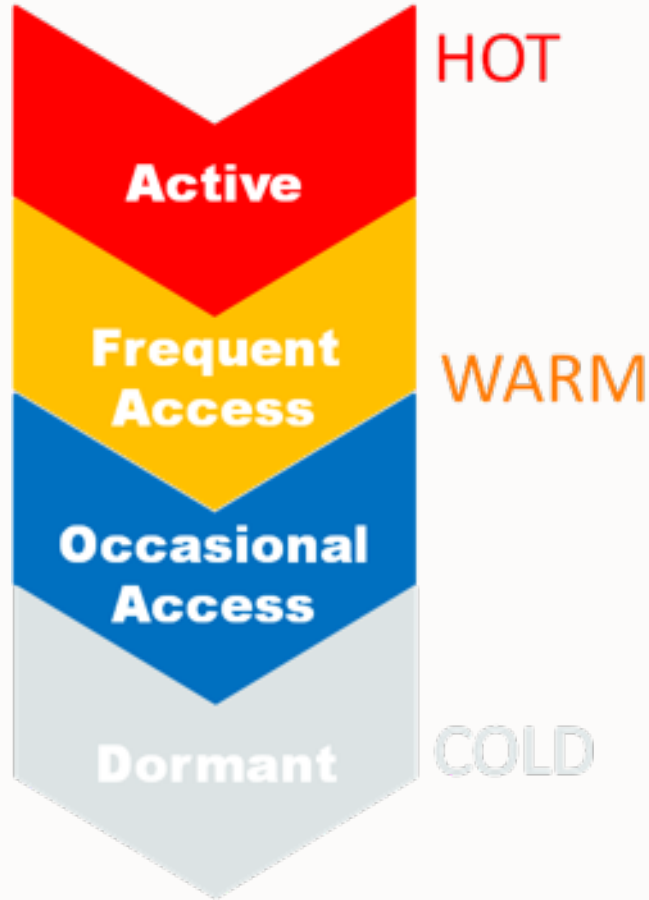 HOT
Active
Frequent
Access
WARM
Occasional
Access
Dormant
COLD